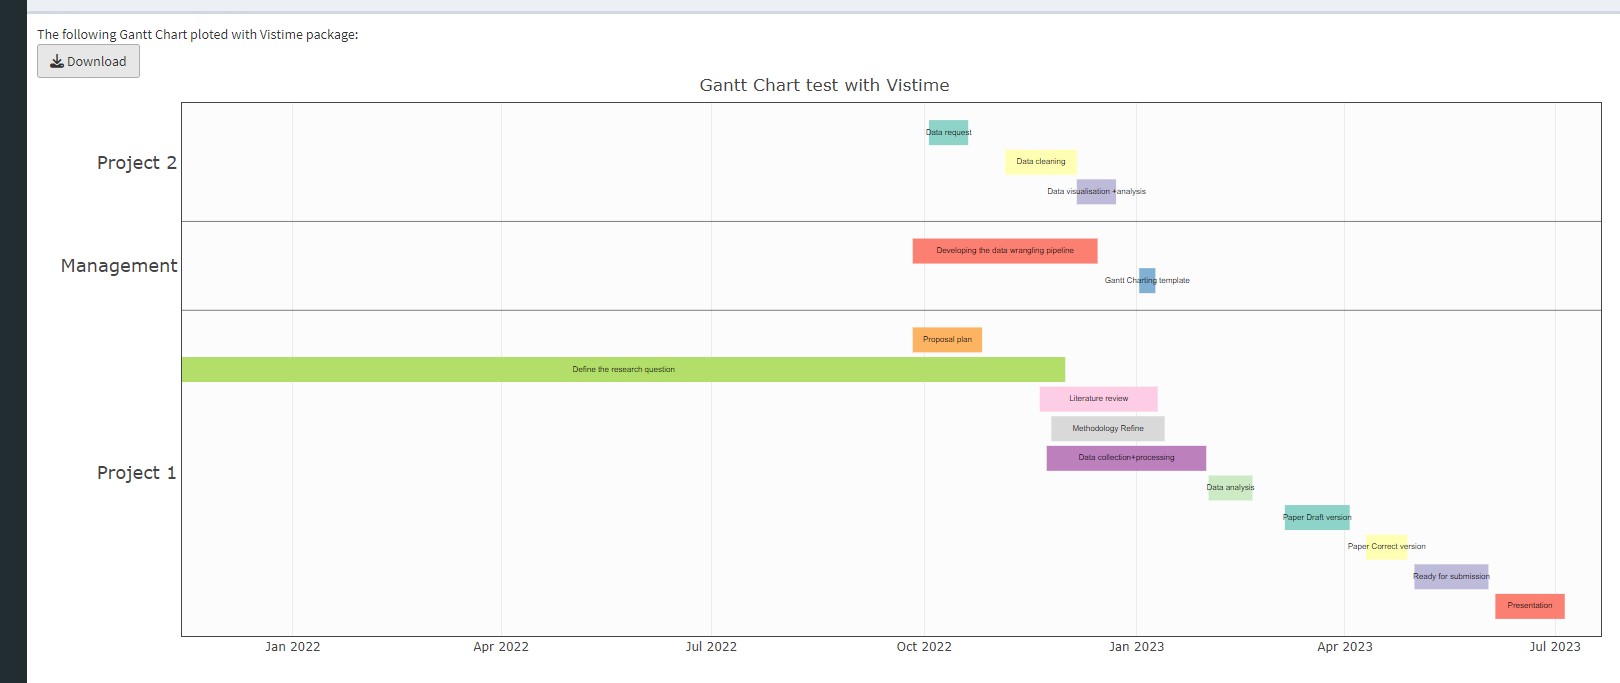 The following Gantt Chart ploted with Vistime package:
Download
Gantt Chart test with Vistime
Project 2
Data request
Data cleaning
Data visualisation +analysis
Management
Developing the data wrangling pipeline
Gantt Charting template
Project 1
Proposal plan
Define the research question
Literature review
Methodology Refine
Data collection+processing
Data analysis
Paper Draft version
Paper Correct version
Ready for submission
Presentation
Jan 2022 Apr 2022 Jul 2022 Oct 2022 Jan 2023 Apr 2023 Jul 2023